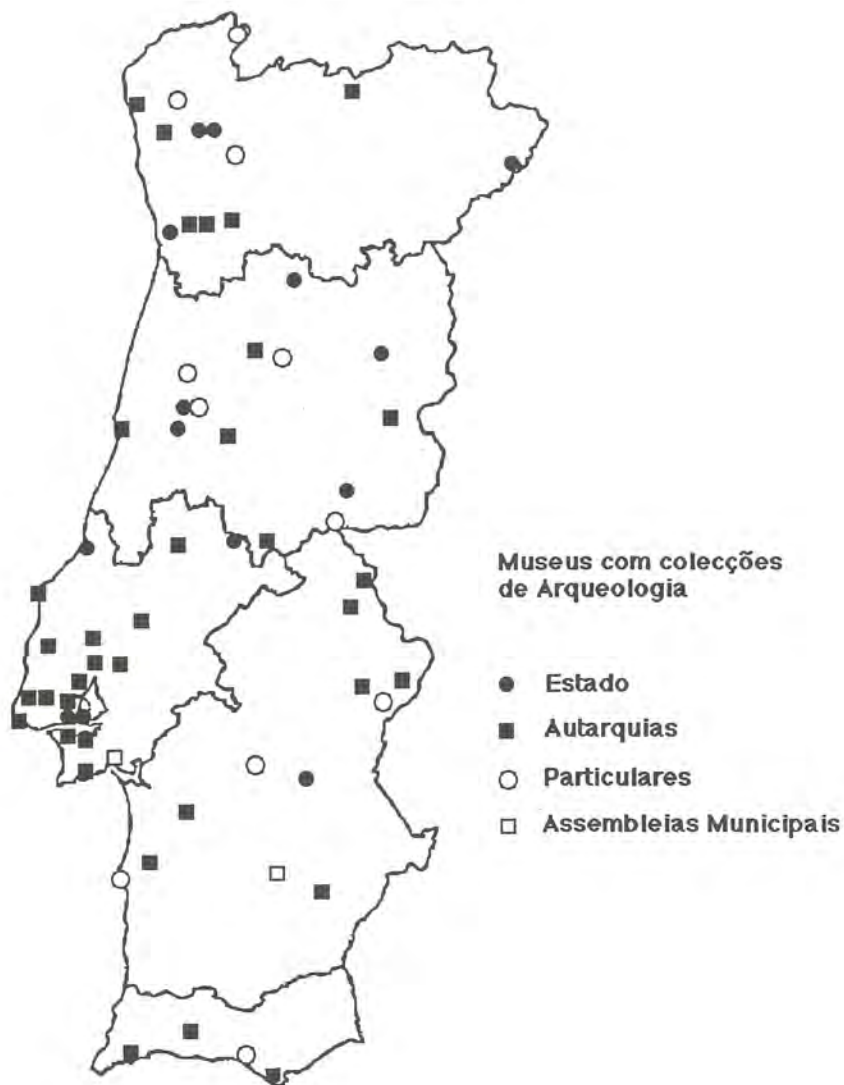 Museus com colecções
de Arqueologia
Estado
Autarquias
Particulares
Assembleias Municipais